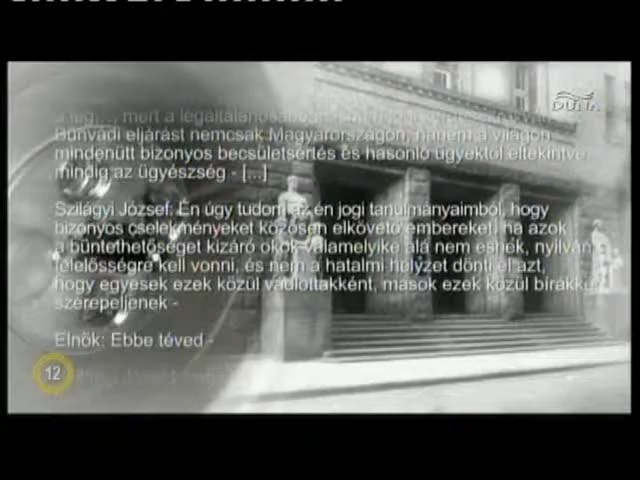 DUNA
mert a legáltalánosabb
Bűnvádi eljárást nemcsak Magyarországon, hanem a világon
mindenütt bizonyos becsületsértés és hasonló ügyektől eltekintve
mindig az ügyészség - [...]
Szilágyi József: Én úgy tudom az én jogi tanulmányaimból, hogy
bizonyos cselekményeket közösen elkövető embereket, ha azok
a büntethetőséget kizáró okok valamelyike alá nem esnek, nyilván
felelősségre kell vonni, és nem a hatalmi helyzet dönti el azt,
hogy egyesek ezek közül vádlottakként, mások ezek közül bírákként
szerepeljenek -
Elnök: Ebbe téved -
12